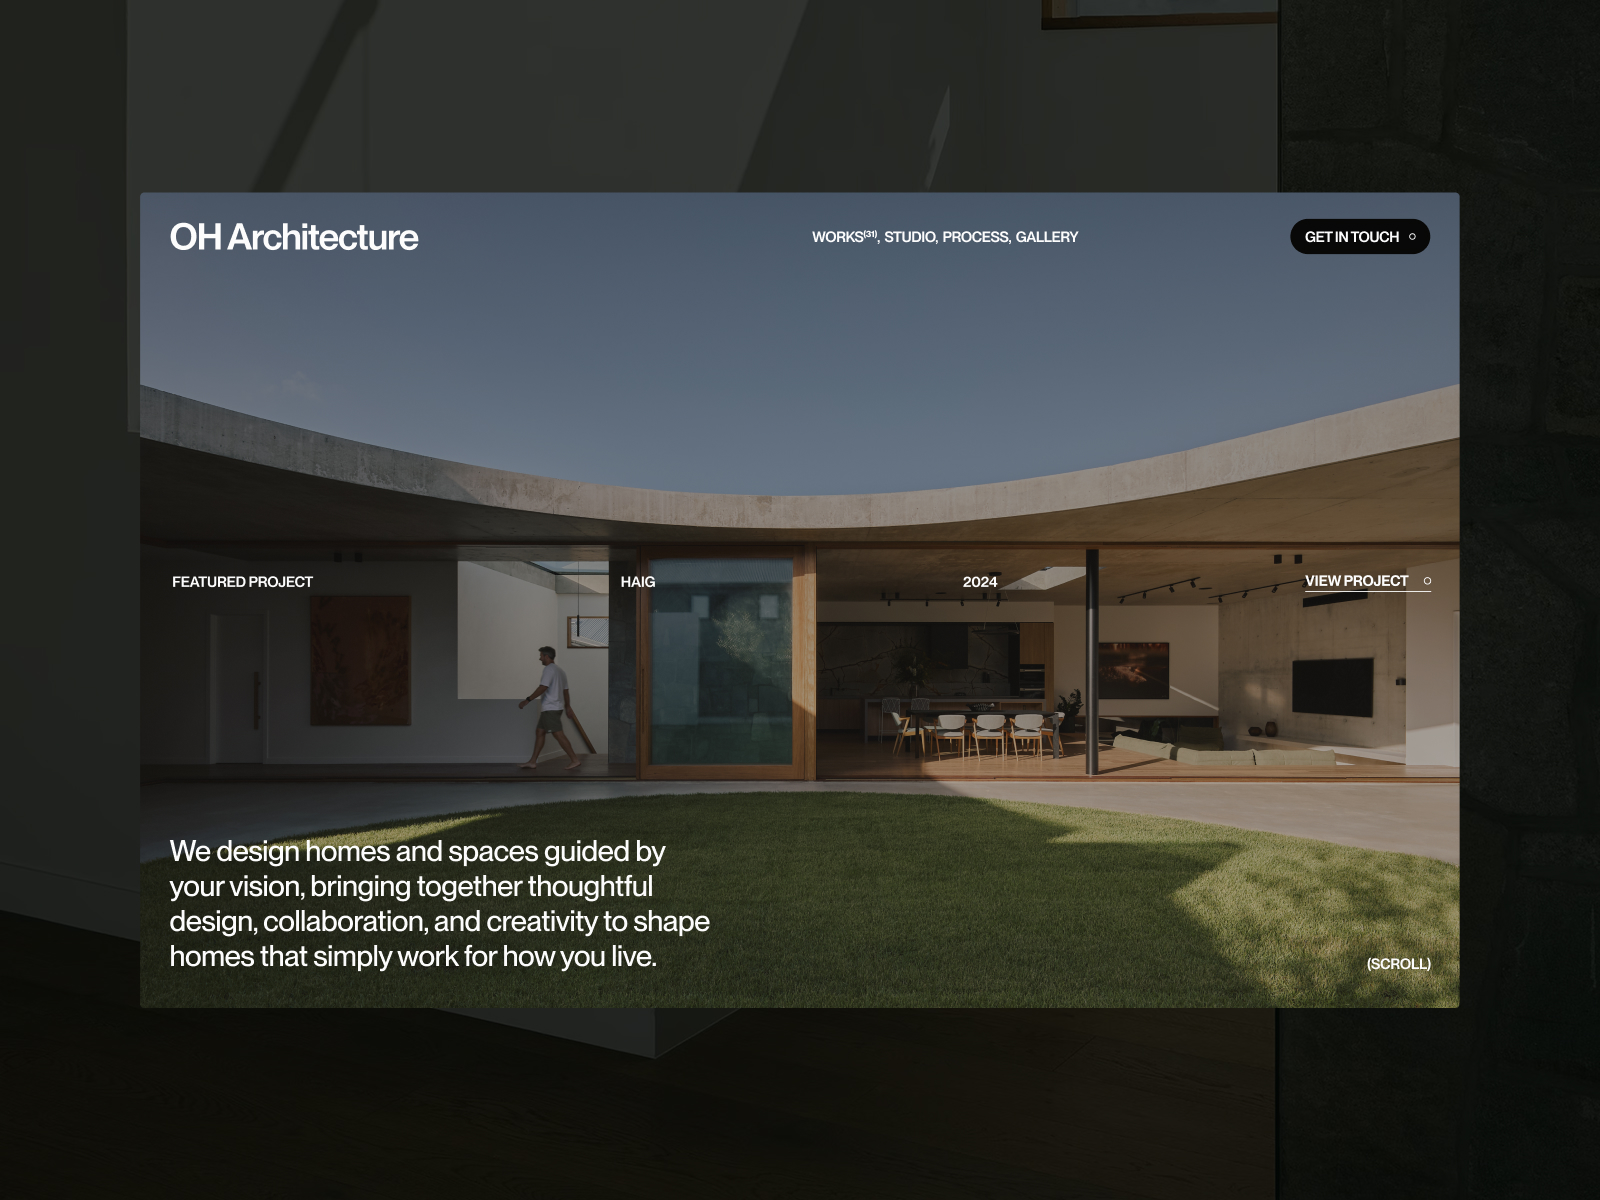 OH Architecture
WORKS(31), STUDIO, PROCESS, GALLERY
GET IN TOUCH
FEATURED PROJECT
HAIG
2024
VIEW PROJECT
We design homes and spaces guided by
your vision, bringing together thoughtful
design, collaboration, and creativity to shape
homes that simply work for how you live.
(SCROLL)